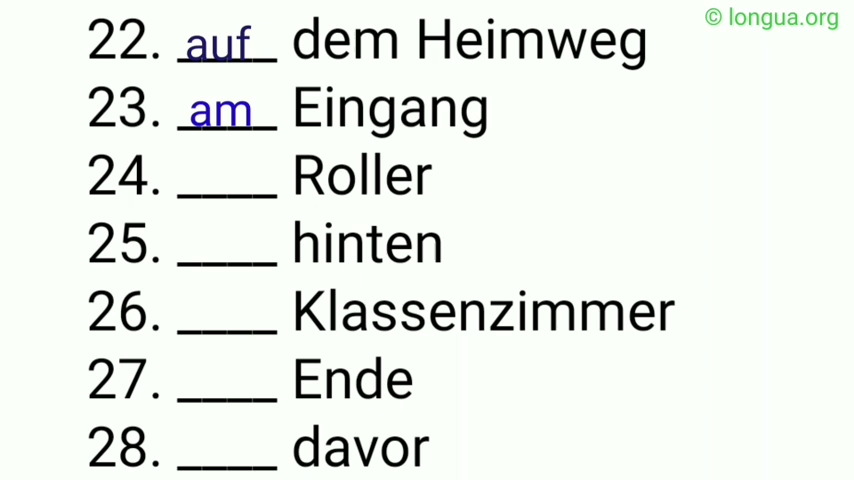 © longua.org
22. auf dem Heimweg
23. am Eingang
24. ____ Roller
25. ____ hinten
26. ____ Klassenzimmer
27. ____ Ende
28. ____ davor